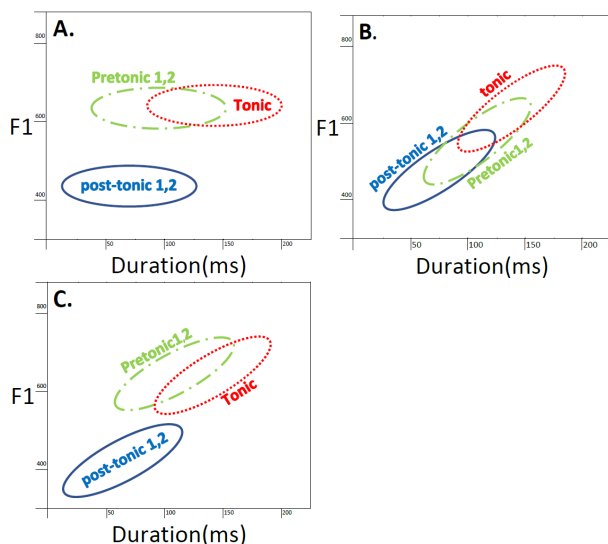 A.
800
Pretonic 1,2
Tonic
F1
600
post-tonic 1,2
400
50
100
150
200
Duration(ms)
B.
800
tonic
F1
600
post-tonic 1,2
Pretonic1,2
400
50
100
150
200
Duration(ms)
C.
800
Pretonic1,2
F1
600
Tonic
post-tonic 1,2
400
50
100
150
200
Duration(ms)